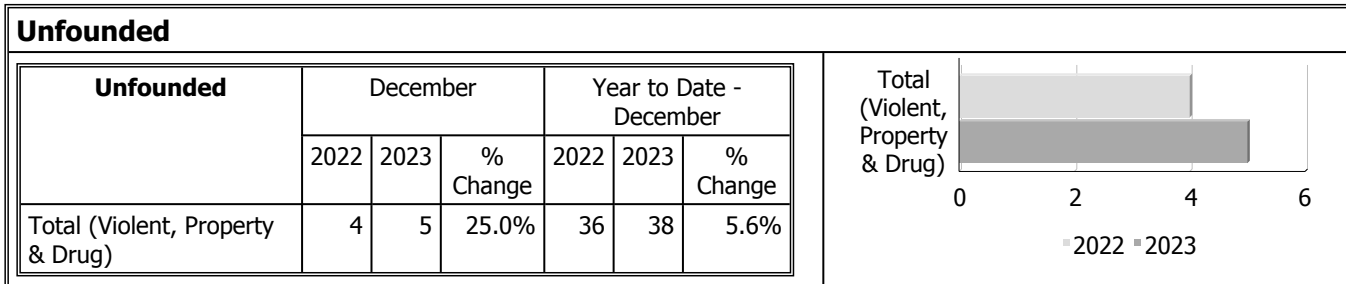 Unfounded
Unfounded
December
Year to Date -
December
2022 2023 %
Change
2022 2023 %
Change
Total (Violent, Property
& Drug)
4 5 25.0% 36 38 5.6%
Total
(Violent,
Property
& Drug)
0 2 4 6
2022 2023